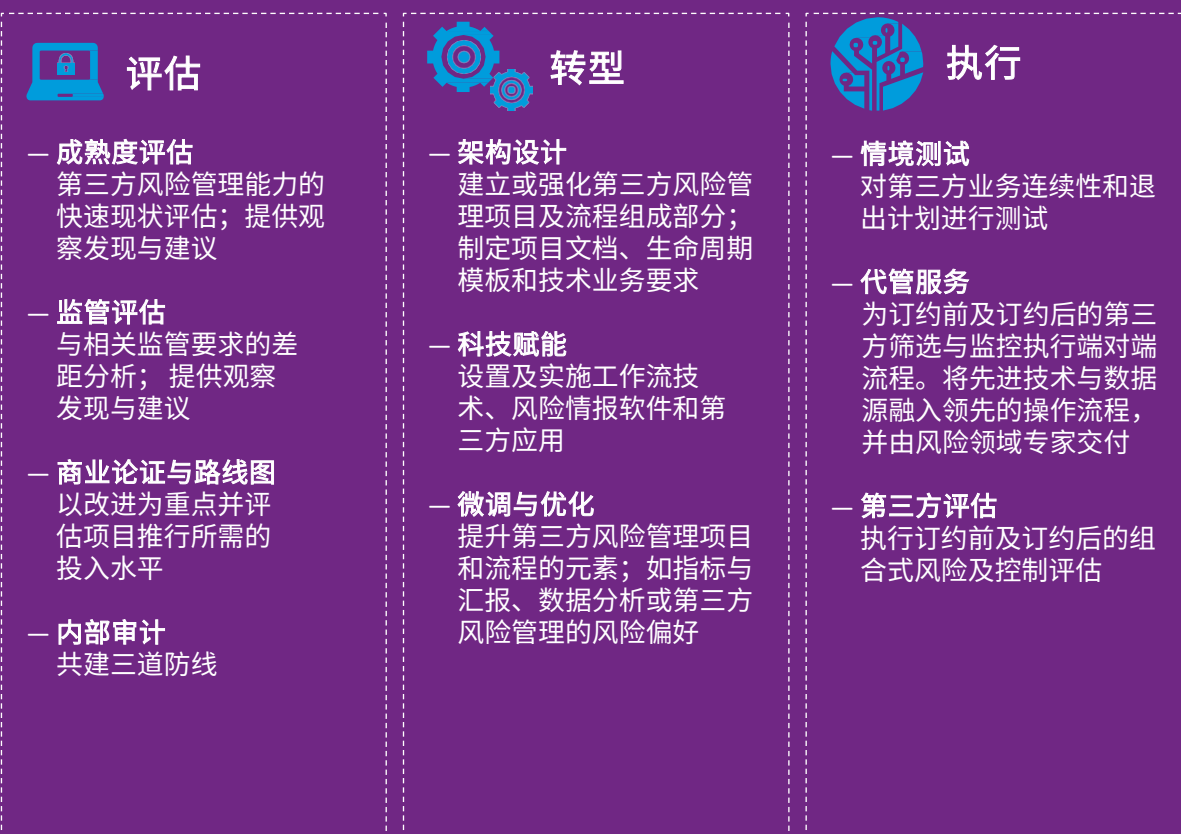 评估
— 成熟度评估
第三方风险管理能力的
快速现状评估；提供观
察发现与建议
— 监管评估
与相关监管要求的差
距分析； 提供观察
发现与建议
— 商业论证与路线图
以改进为重点并评
估项目推行所需的
投入水平
— 内部审计
共建三道防线
转型
— 架构设计
建立或强化第三方风险管
理项目及流程组成部分；
制定项目文档、生命周期
模板和技术业务要求
— 科技赋能
设置及实施工作流技
术、风险情报软件和第
三方应用
— 微调与优化
提升第三方风险管理项目
和流程的元素；如指标与
汇报、数据分析或第三方
风险管理的风险偏好
执行
— 情境测试
对第三方业务连续性和退
出计划进行测试
— 代管服务
为订约前及订约后的第三
方筛选与监控执行端对端
流程。将先进技术与数据
源融入领先的操作流程，
并由风险领域专家交付
— 第三方评估
执行订约前及订约后的组
合式风险及控制评估